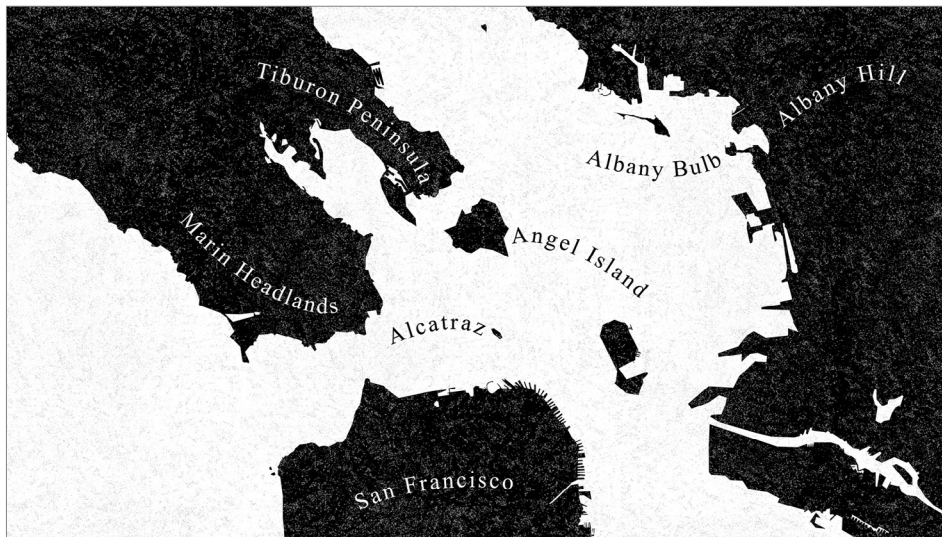 Tiburon Peninsula
Albany Hill
Albany Bulb
Marin Headlands
Angel Island
Alcatraz
San Francisco